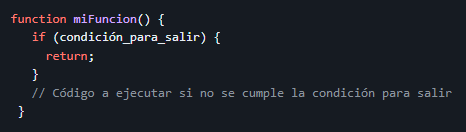 function miFuncion() {
if (condición_para_salir) {
return;
}
// Código a ejecutar si no se cumple la condición para salir
}